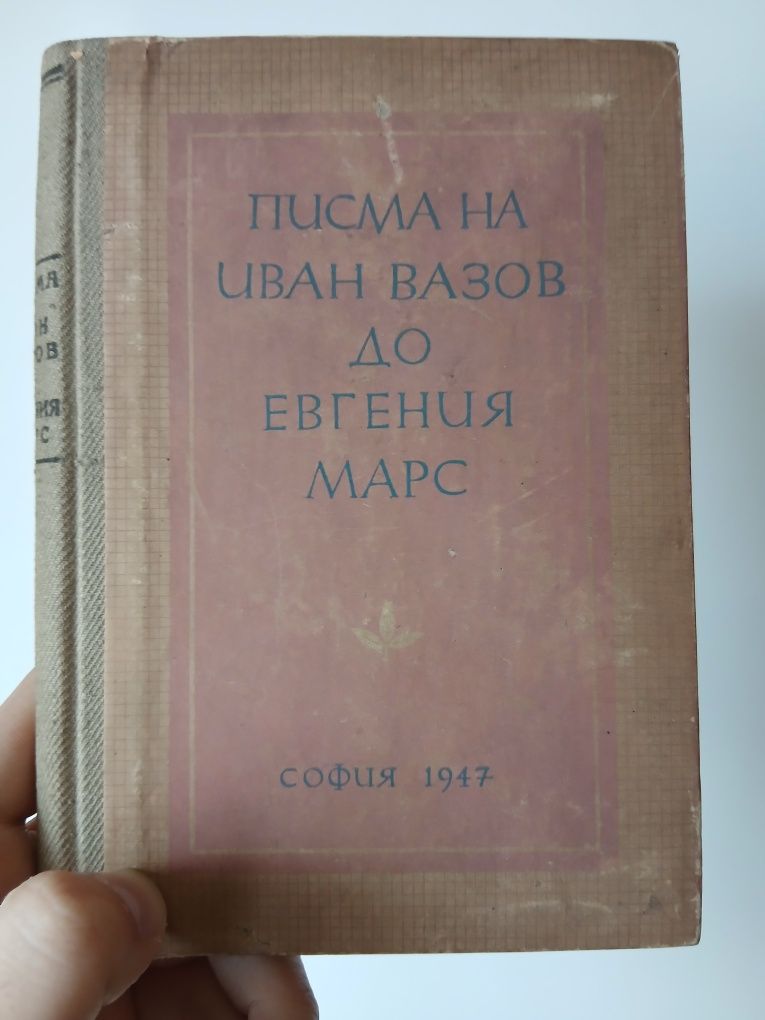 ПИСМА НА
ИВАН ВАЗОВ
ДО
ЕВГЕНИЯ
МАРС
СОФИЯ 1947